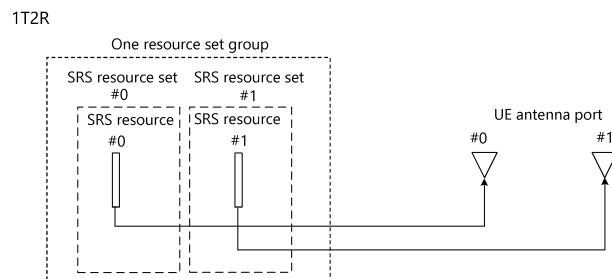 1T2R
One resource set group
SRS resource set #0
SRS resource set #1
SRS resource #0
SRS resource #1
UE antenna port
#0
#1